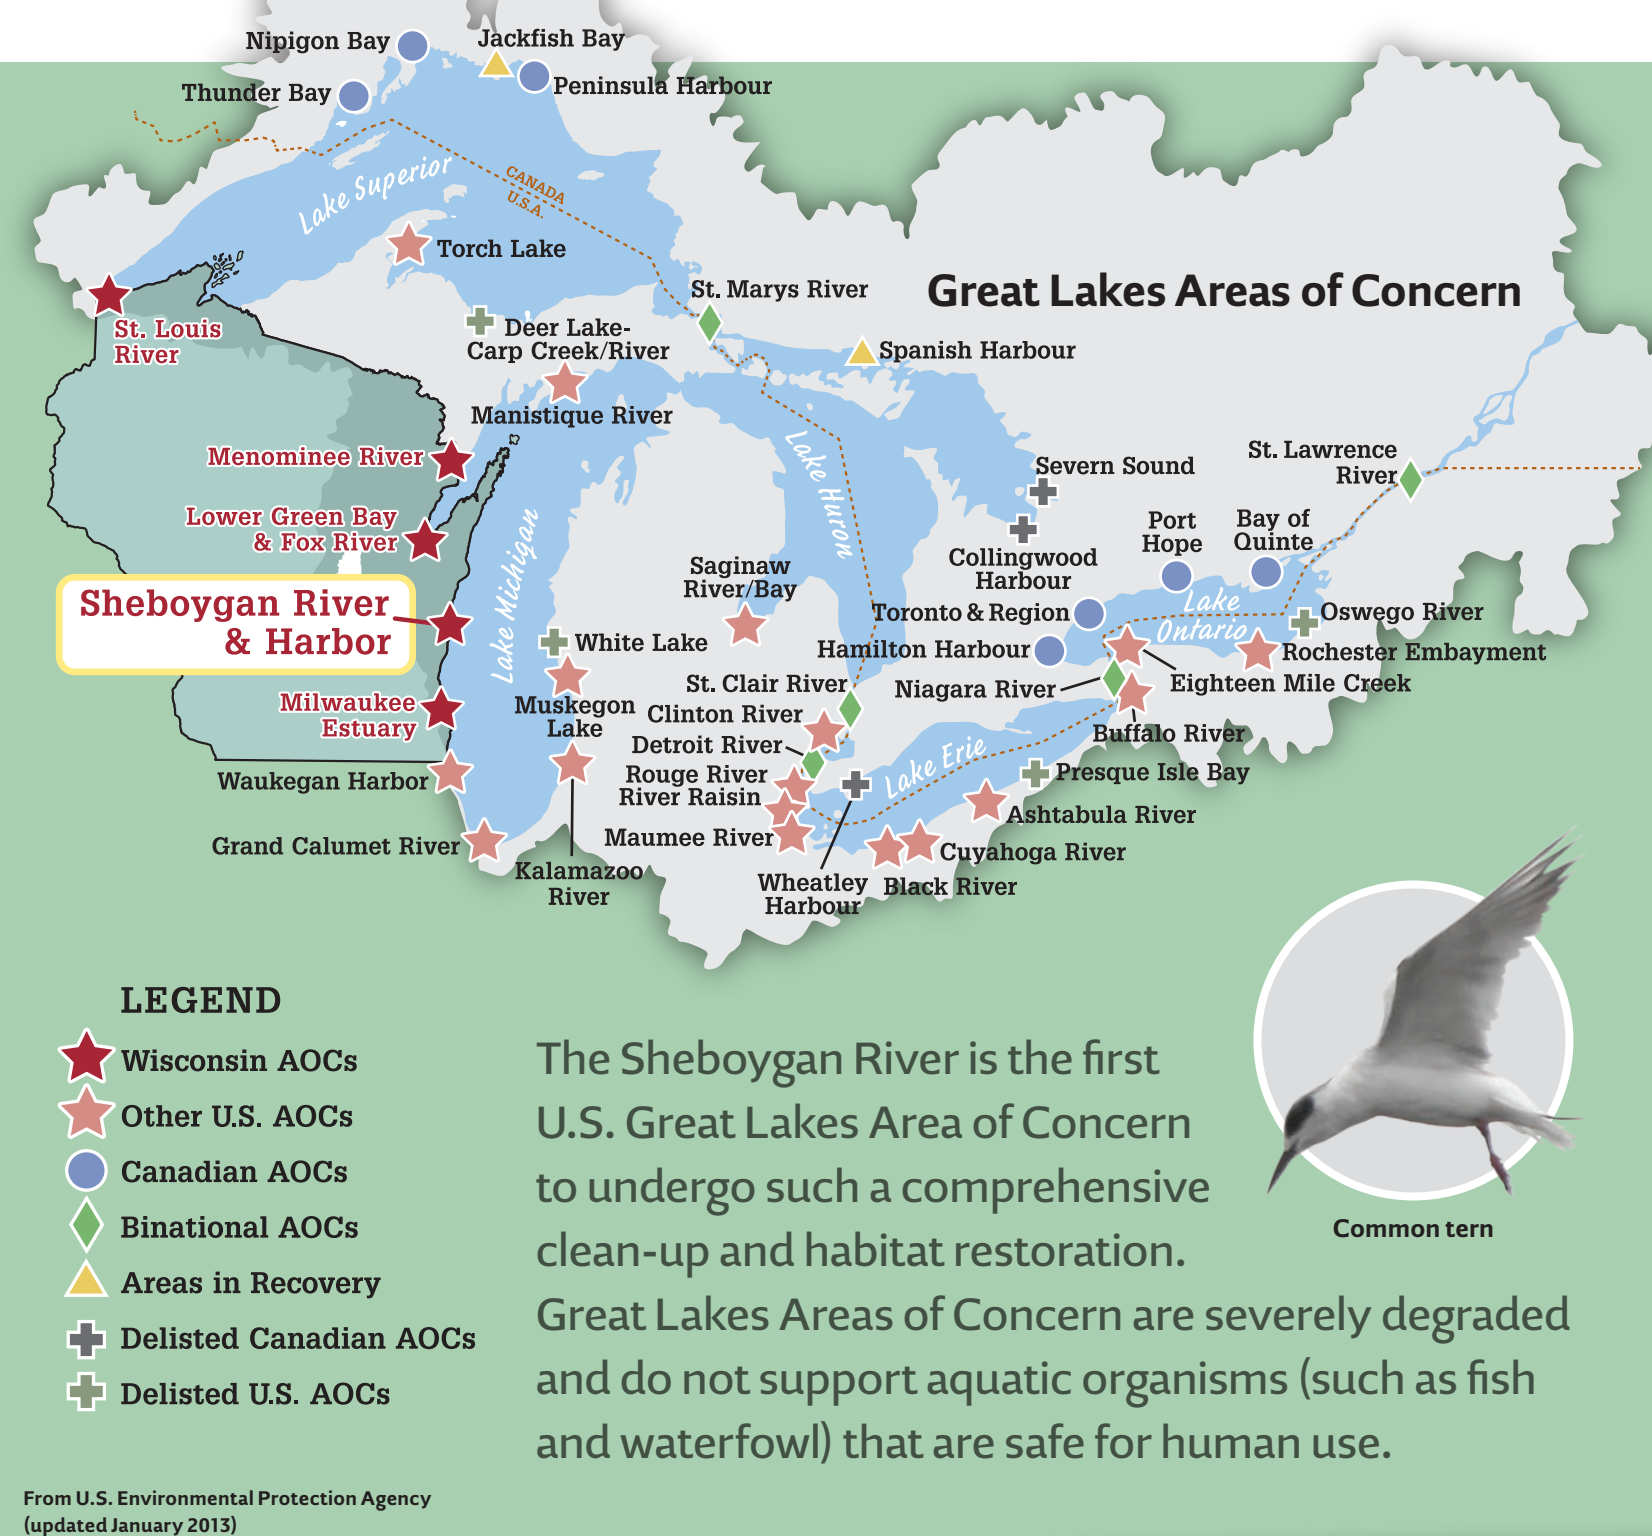 Nipigon Bay
Jackfish Bay
Thunder Bay
Peninsula Harbour
Lake Superior
CANADA
U.S.A.
Torch Lake
St. Marys River
Great Lakes Areas of Concern
St. Louis
River
Deer Lake-
Carp Creek/River
Spanish Harbour
Manistique River
Menominee River
Lake Huron
Severn Sound
St. Lawrence
River
Lower Green Bay
& Fox River
Lake Michigan
Collingwood
Harbour
Port
Hope
Bay of
Quinte
Saginaw
River/Bay
Sheboygan River
& Harbor
White Lake
Toronto & Region
Lake
Ontario
Oswego River
Hamilton Harbour
Rochester Embayment
Niagara River
Eighteen Mile Creek
Milwaukee
Estuary
Muskegon
Lake
St. Clair River
Clinton River
Detroit River
Buffalo River
Lake Erie
Waukegan Harbor
Rouge River
River Raisin
Presque Isle Bay
Maumee River
Ashtabula River
Grand Calumet River
Kalamazoo
River
Cuyahoga River
Wheatley
Harbour
Black River
LEGEND
Wisconsin AOCs
Other U.S. AOCs
Canadian AOCs
Binational AOCs
Areas in Recovery
Delisted Canadian AOCs
Delisted U.S. AOCs
The Sheboygan River is the first
U.S. Great Lakes Area of Concern
to undergo such a comprehensive
clean-up and habitat restoration.
Great Lakes Areas of Concern are severely degraded
and do not support aquatic organisms (such as fish
and waterfowl) that are safe for human use.
Common tern
From U.S. Environmental Protection Agency
(updated January 2013)